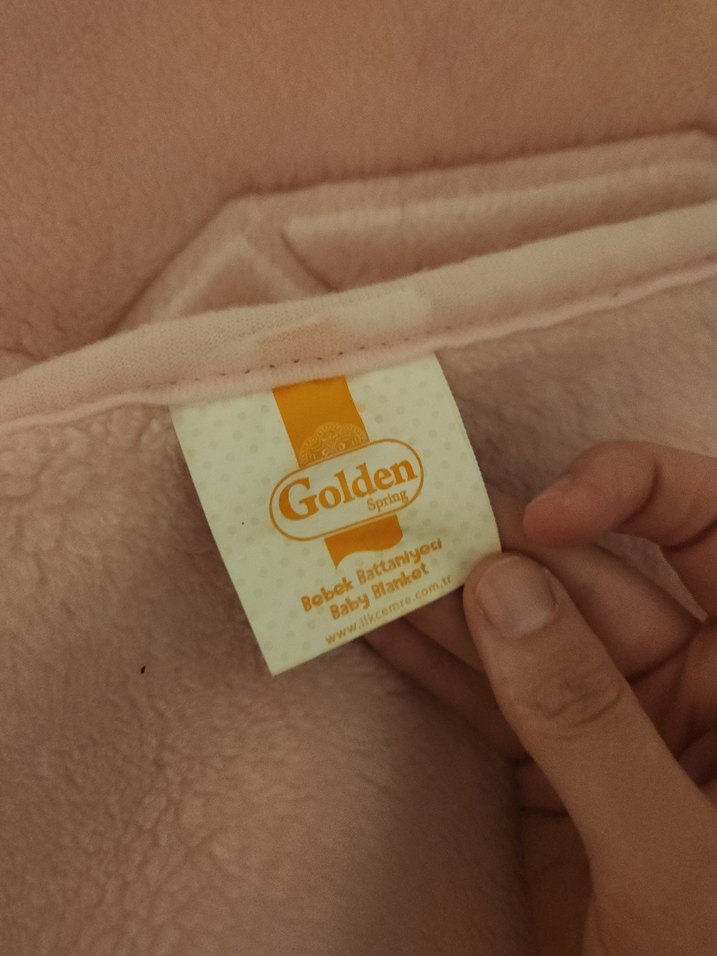 Golden
Spring
Bebek Battaniyesi
Baby Blanket
www.ilkcemre.com.tr